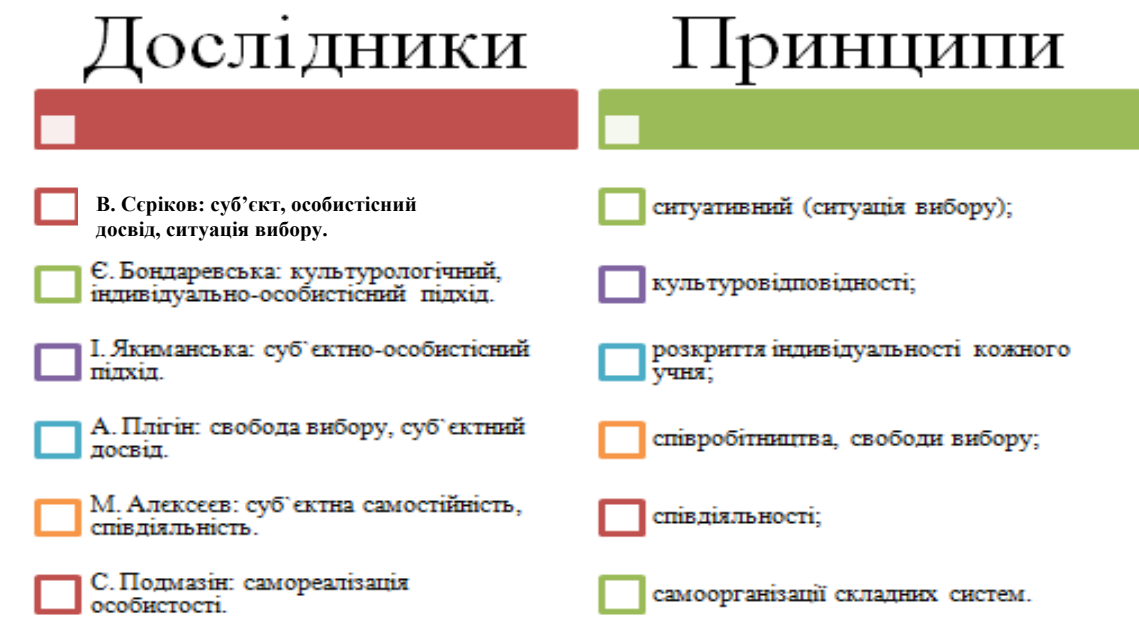 Дослідники
В. Сєріков: суб’єкт, особистісний
досвід, ситуація вибору.
Є. Бондаревська: культурологічний,
індивідуально-особистісний підхід.
І. Якиманська: суб`єктно-особистісний
підхід.
А. Плігін: свобода вибору, суб`єктний
досвід.
М. Алєксєєв: суб`єктна самостійність,
співдіяльність.
С. Подмазін: самореалізація
особистості.
Принципи
ситуативний (ситуація вибору);
культуровідповідності;
розкриття індивідуальності кожного
учня;
співробітництва, свободи вибору;
співдіяльності;
самоорганізації складних систем.